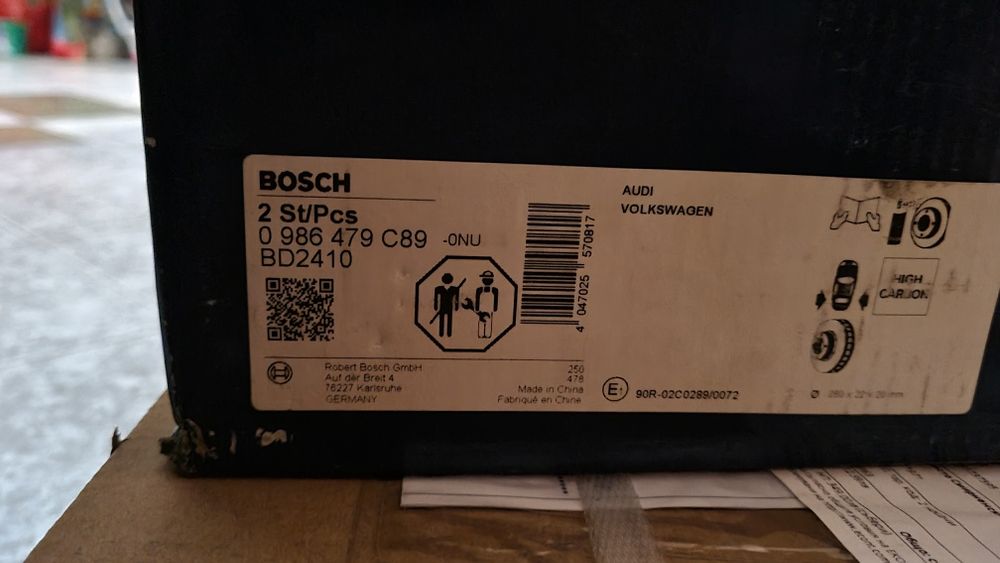 BOSCH
2 St/Pcs
0 986 479 C89 -0NU
BD2410
4 047025 570817
AUDI
VOLKSWAGEN
HIGH
CARBON
Robert Bosch GmbH
Auf der Breit 4
76227 Karlsruhe
GERMANY
250
478
Made in China
Fabriqué en Chine
E1 90R-02C0289/0072
Общо: